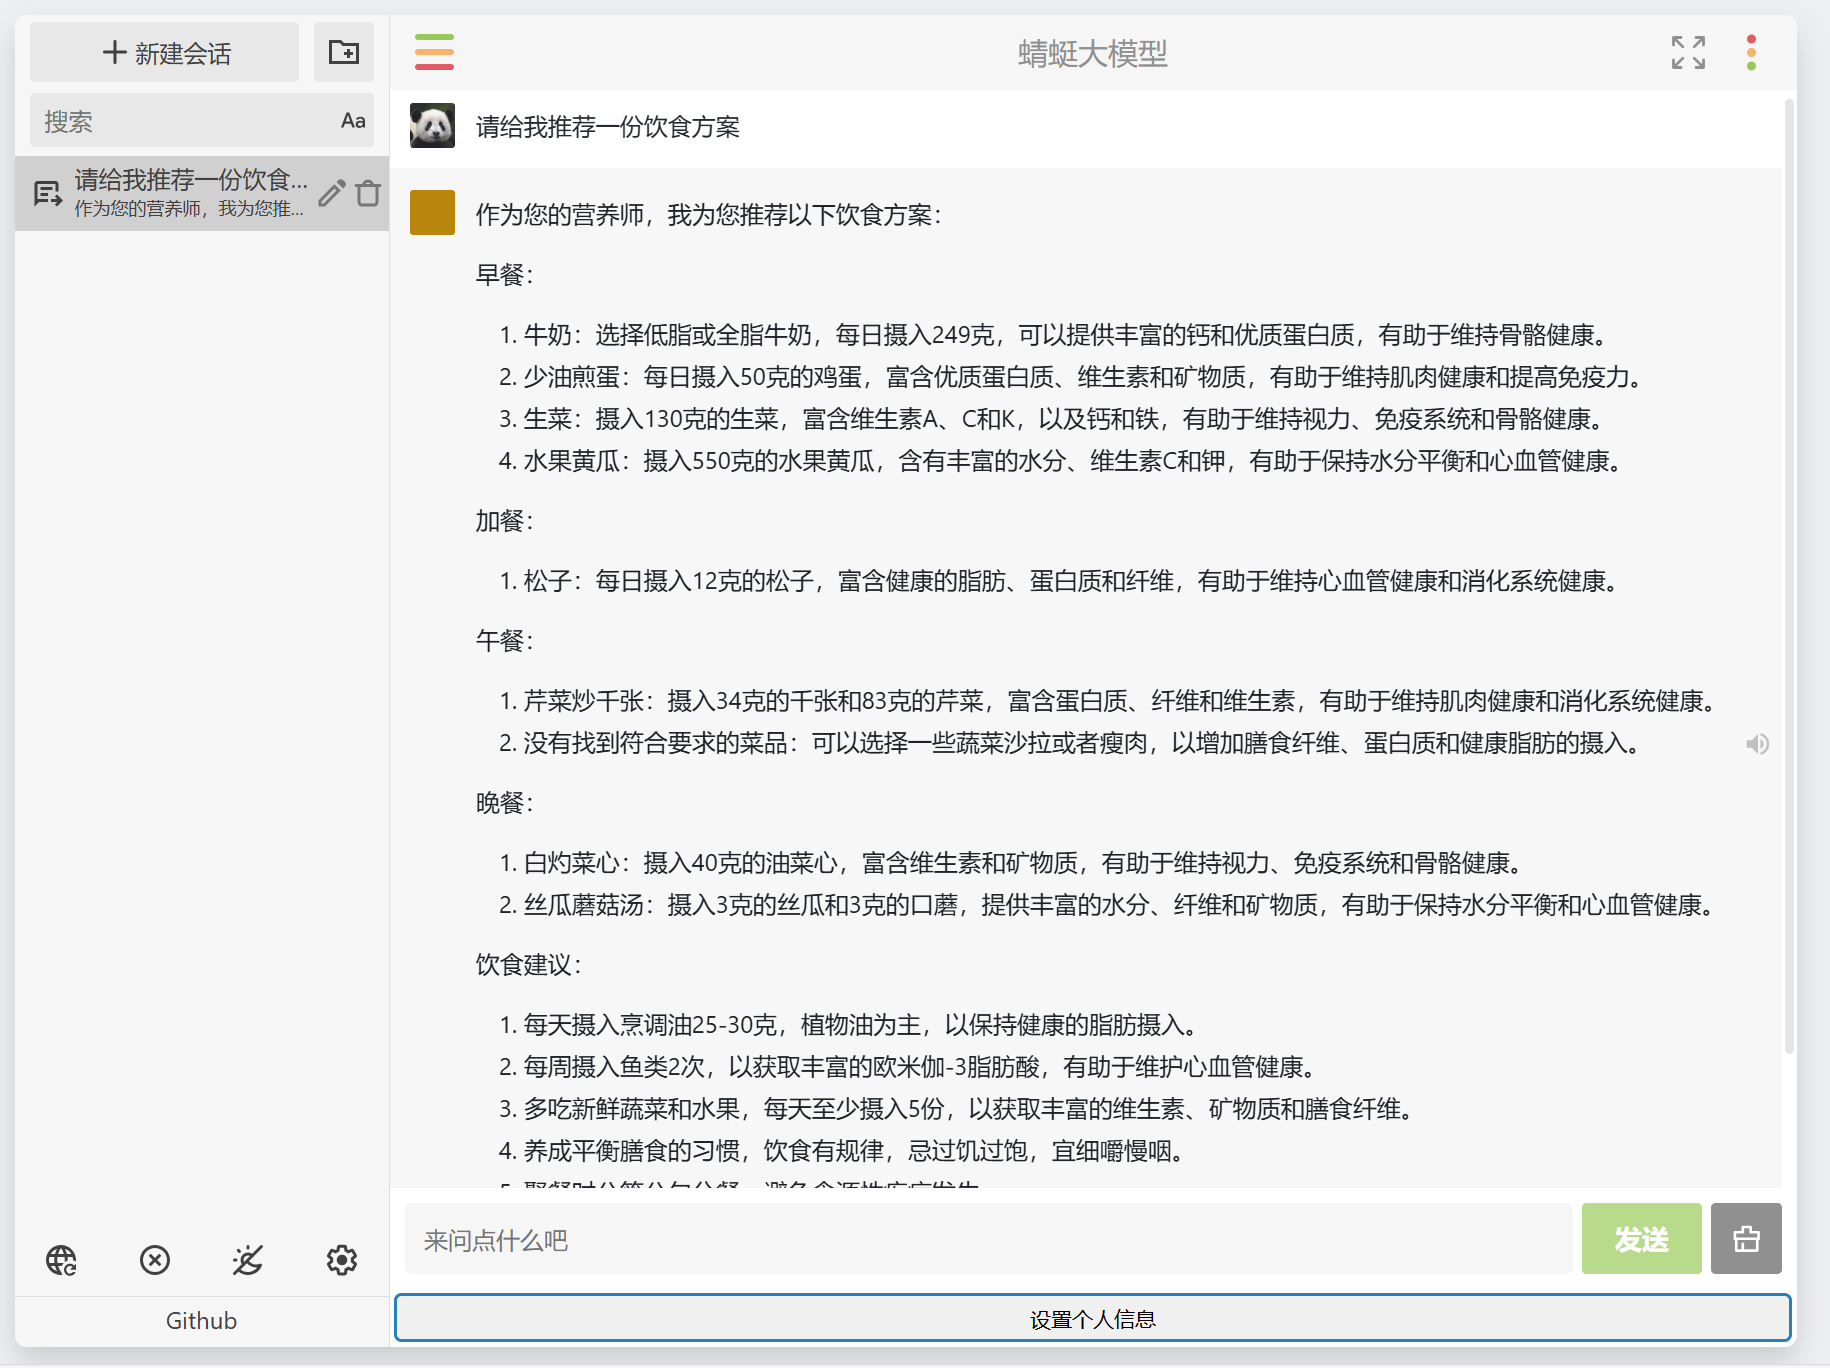 新建会话
搜索
Aa
请给我推荐一份饮食...
作为您的营养师，我为您推...
Github
蜻蜓大模型
请给我推荐一份饮食方案
作为您的营养师，我为您推荐以下饮食方案：
早餐：
1. 牛奶：选择低脂或全脂牛奶，每日摄入249克，可以提供丰富的钙和优质蛋白质，有助于维持骨骼健康。
2. 少油煎蛋：每日摄入50克的鸡蛋，富含优质蛋白质、维生素和矿物质，有助于维持肌肉健康和提高免疫力。
3. 生菜：摄入130克的生菜，富含维生素A、C和K，以及钙和铁，有助于维持视力、免疫系统和骨骼健康。
4. 水果黄瓜：摄入550克的水果黄瓜，含有丰富的水分、维生素C和钾，有助于保持水分平衡和心血管健康。
加餐：
1. 松子：每日摄入12克的松子，富含健康的脂肪、蛋白质和纤维，有助于维持心血管健康和消化系统健康。
午餐：
1. 芹菜炒千张：摄入34克的千张和83克的芹菜，富含蛋白质、纤维和维生素，有助于维持肌肉健康和消化系统健康。
2. 没有找到符合要求的菜品：可以选择一些蔬菜沙拉或者瘦肉，以增加膳食纤维、蛋白质和健康脂肪的摄入。
晚餐：
1. 白灼菜心：摄入40克的油菜心，富含维生素和矿物质，有助于维持视力、免疫系统和骨骼健康。
2. 丝瓜蘑菇汤：摄入3克的丝瓜和3克的口蘑，提供丰富的水分、纤维和矿物质，有助于保持水分平衡和心血管健康。
饮食建议：
1. 每天摄入烹调油25-30克，植物油为主，以保持健康的脂肪摄入。
2. 每周摄入鱼类2次，以获取丰富的欧米伽-3脂肪酸，有助于维护心血管健康。
3. 多吃新鲜蔬菜和水果，每天至少摄入5份，以获取丰富的维生素、矿物质和膳食纤维。
4. 养成平衡膳食的习惯，饮食有规律，忌过饥过饱，宜细嚼慢咽。
来问点什么吧
发送
设置个人信息